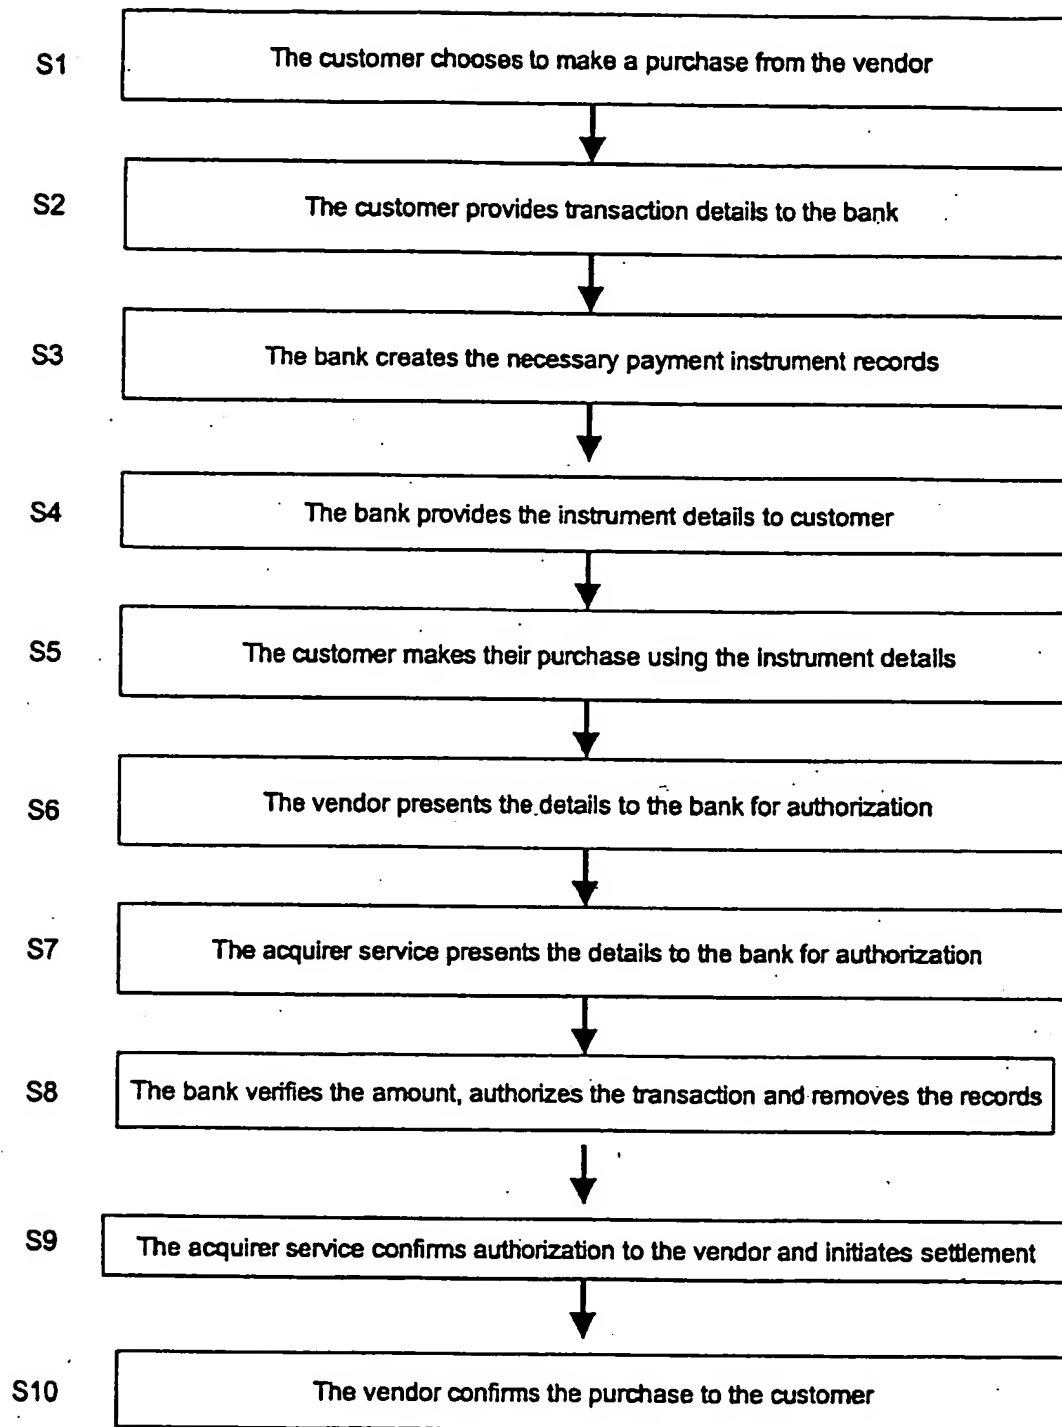 S1 The customer chooses to make a purchase from the vendor
S2 The customer provides transaction details to the bank
S3 The bank creates the necessary payment instrument records
S4 The bank provides the instrument details to customer
S5 The customer makes their purchase using the instrument details
S6 The vendor presents the details to the bank for authorization
S7 The acquirer service presents the details to the bank for authorization
S8 The bank verifies the amount, authorizes the transaction and removes the records
S9 The acquirer service confirms authorization to the vendor and initiates settlement
S10 The vendor confirms the purchase to the customer